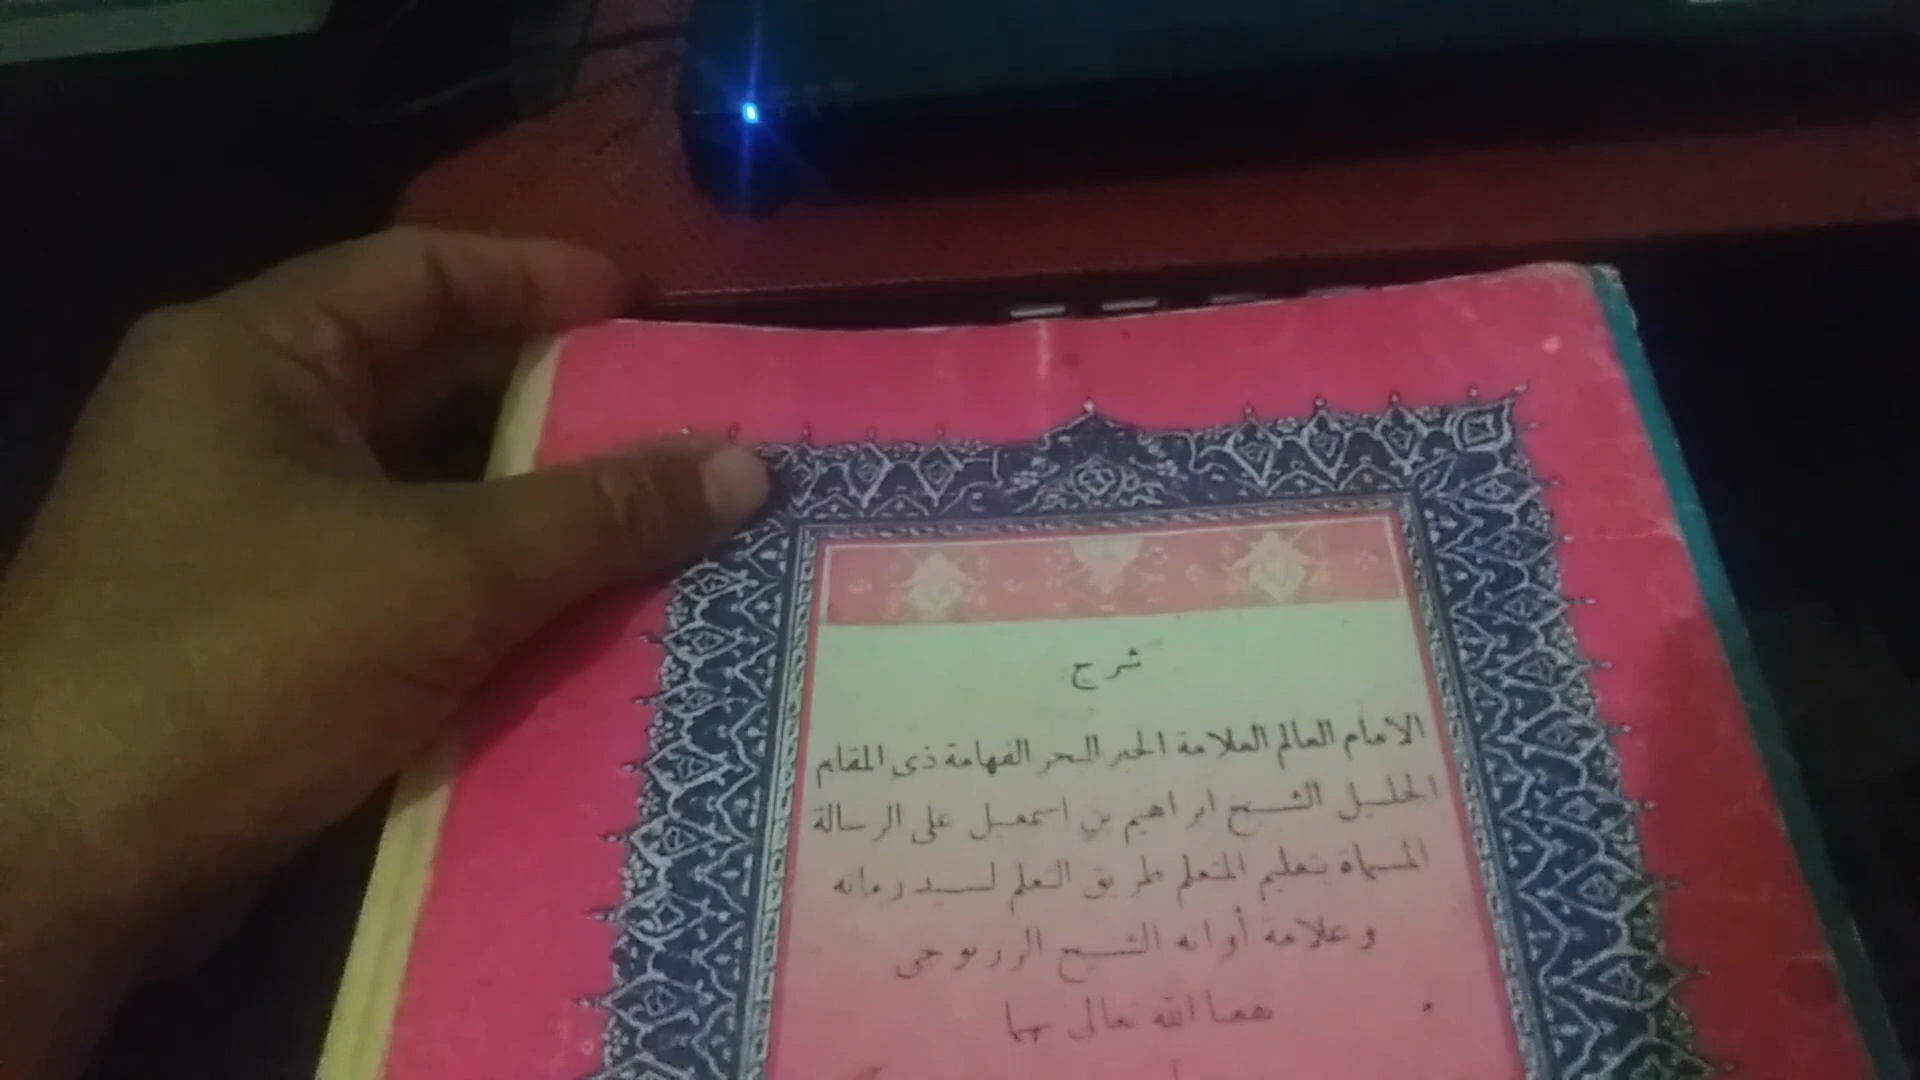 شرح
الامام العالم العلامة الحبر البحر الفهامة ذى المقام
الجليل الشيخ ابراهيم بن اسمعيل على الرسالة
المسماة بتعليم المتعلم طريق التعلم لسيد زمانه
وعلامة أوانه الشيخ الزرنوجى
نفعنا الله تعالى بهما